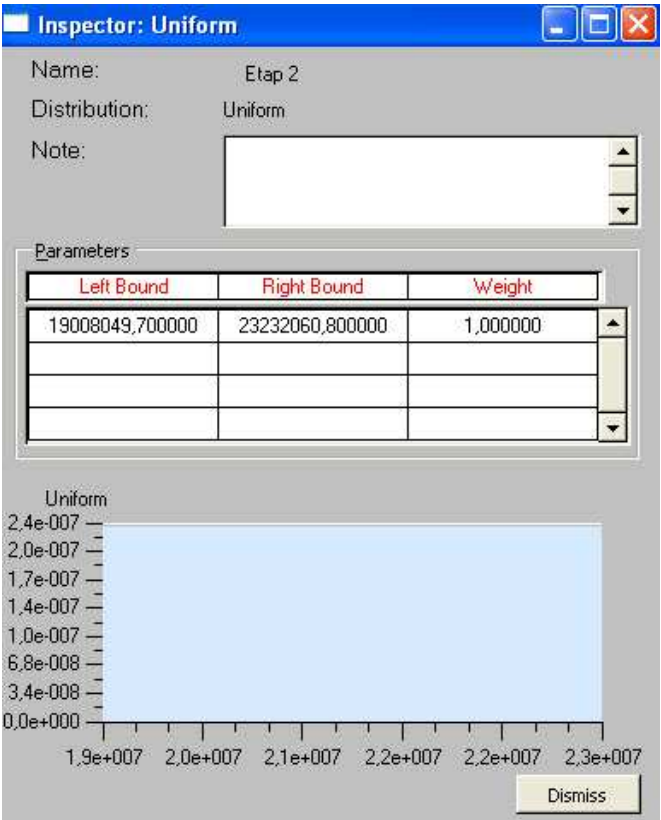 Inspector: Uniform
Name: Etap 2
Distribution: Uniform
Note:
Parameters
Left Bound Right Bound Weight
19008049,700000 23232060,800000 1,000000
Uniform
2,4e-007
2,0e-007
1,7e-007
1,4e-007
1,0e-007
6,8e-008
3,4e-008
0,0e+000
1,9e+007 2,0e+007 2,1e+007 2,2e+007 2,2e+007 2,3e+007
Dismiss